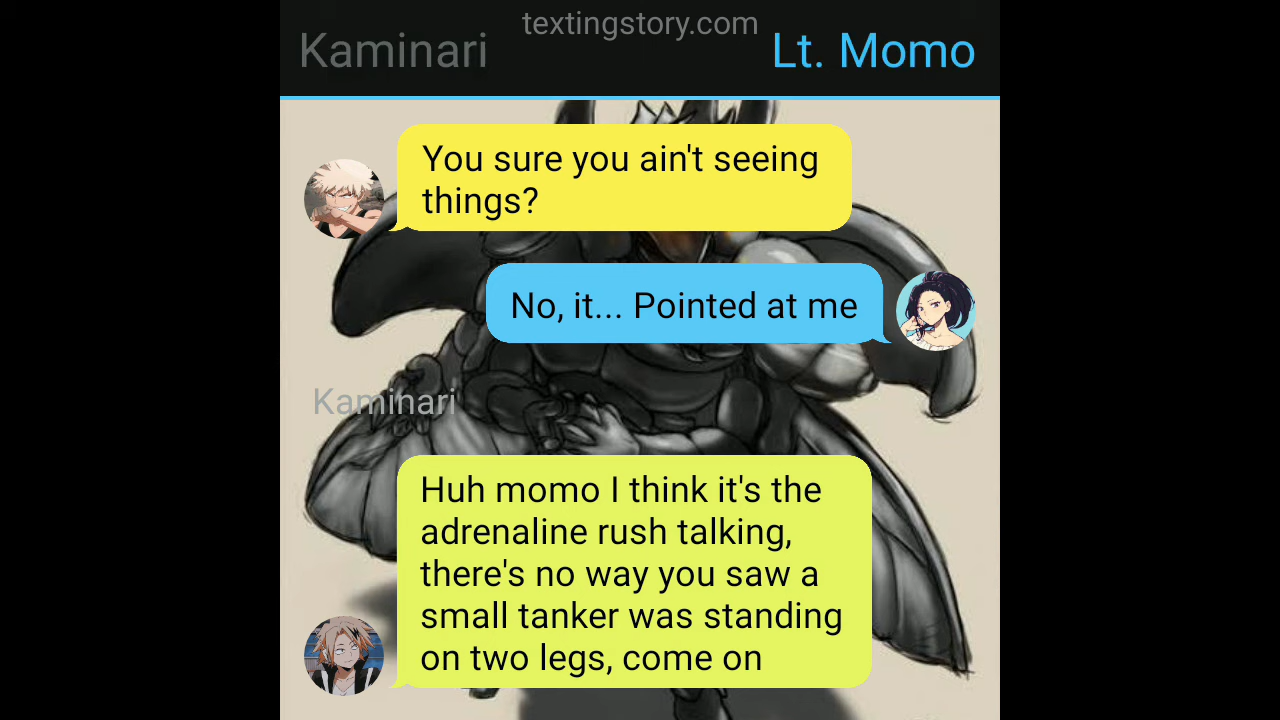 textingstory.com
Kaminari
Lt. Momo
You sure you ain't seeing
things?
No, it... Pointed at me
Kaminari
Huh momo I think it's the
adrenaline rush talking,
there's no way you saw a
small tanker was standing
on two legs, come on